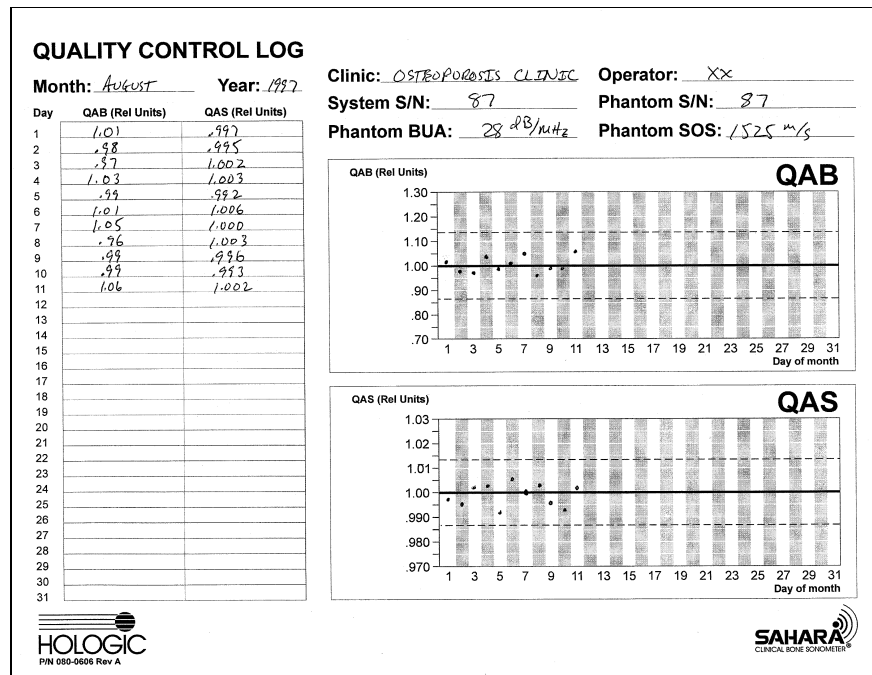 QUALITY CONTROL LOG
Month: AUGUST Year: 1997
Clinic: OSTEOPOROSIS CLINIC Operator: XX
System S/N: 87 Phantom S/N: 87
Phantom BUA: 28 dB/MHz Phantom SOS: 1525 m/s
Day QAB (Rel Units) QAS (Rel Units)
1 1.01 .997
2 .98 .995
3 .97 1.002
4 1.03 1.003
5 .99 .992
6 1.01 1.006
7 1.05 1.000
8 .96 1.003
9 .99 .996
10 .99 .993
11 1.06 1.002
12
13
14
15
16
17
18
19
20
21
22
23
24
25
26
27
28
29
30
31
QAB (Rel Units) QAB
1.30
1.20
1.10
1.00
.90
.80
.70
1 3 5 7 9 11 13 15 17 19 21 23 25 27 29 31
Day of month
QAS (Rel Units) QAS
1.03
1.02
1.01
1.00
.990
.980
.970
1 3 5 7 9 11 13 15 17 19 21 23 25 27 29 31
Day of month
HOLOGIC
P/N 080-0606 Rev A
SAHARA
CLINICAL BONE SONOMETER